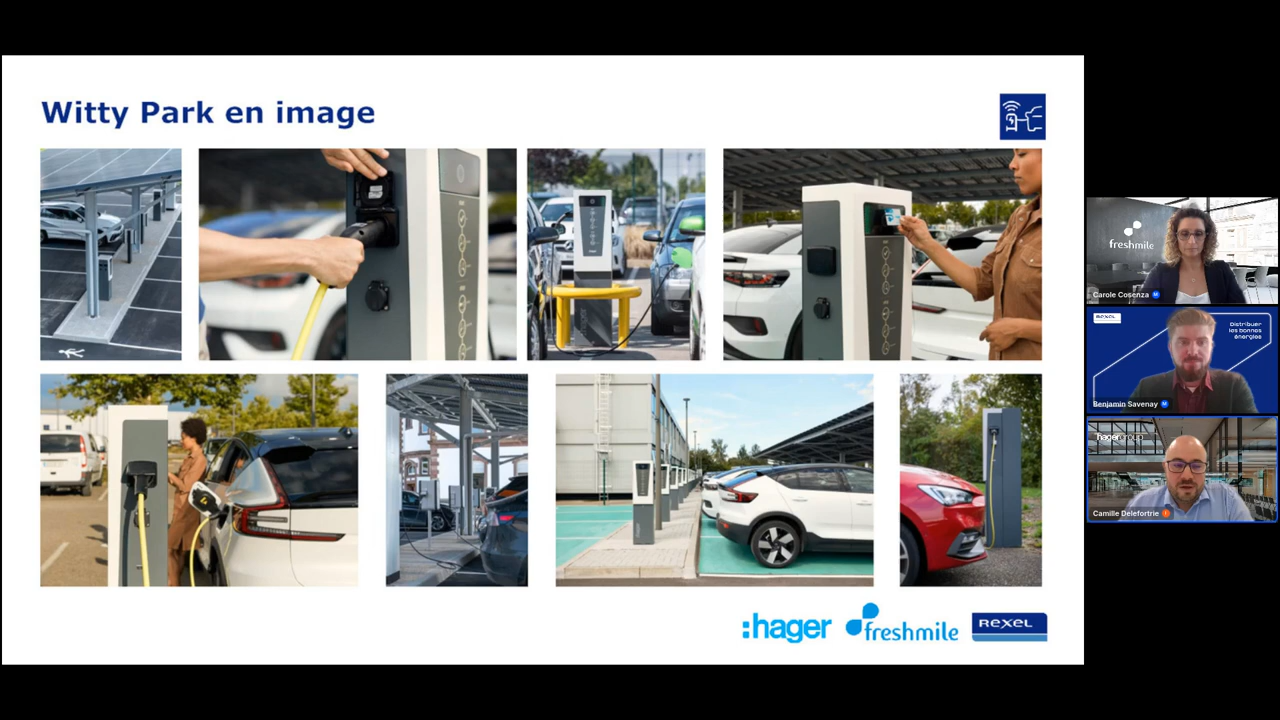 Witty Park en image
:hager
freshmile
REXEL
freshmile
Carole Cosenza M
REXEL
Distribuer
les bonnes
énergies
Benjamin Savenay M
:hagergroup
Camille Delefortrie